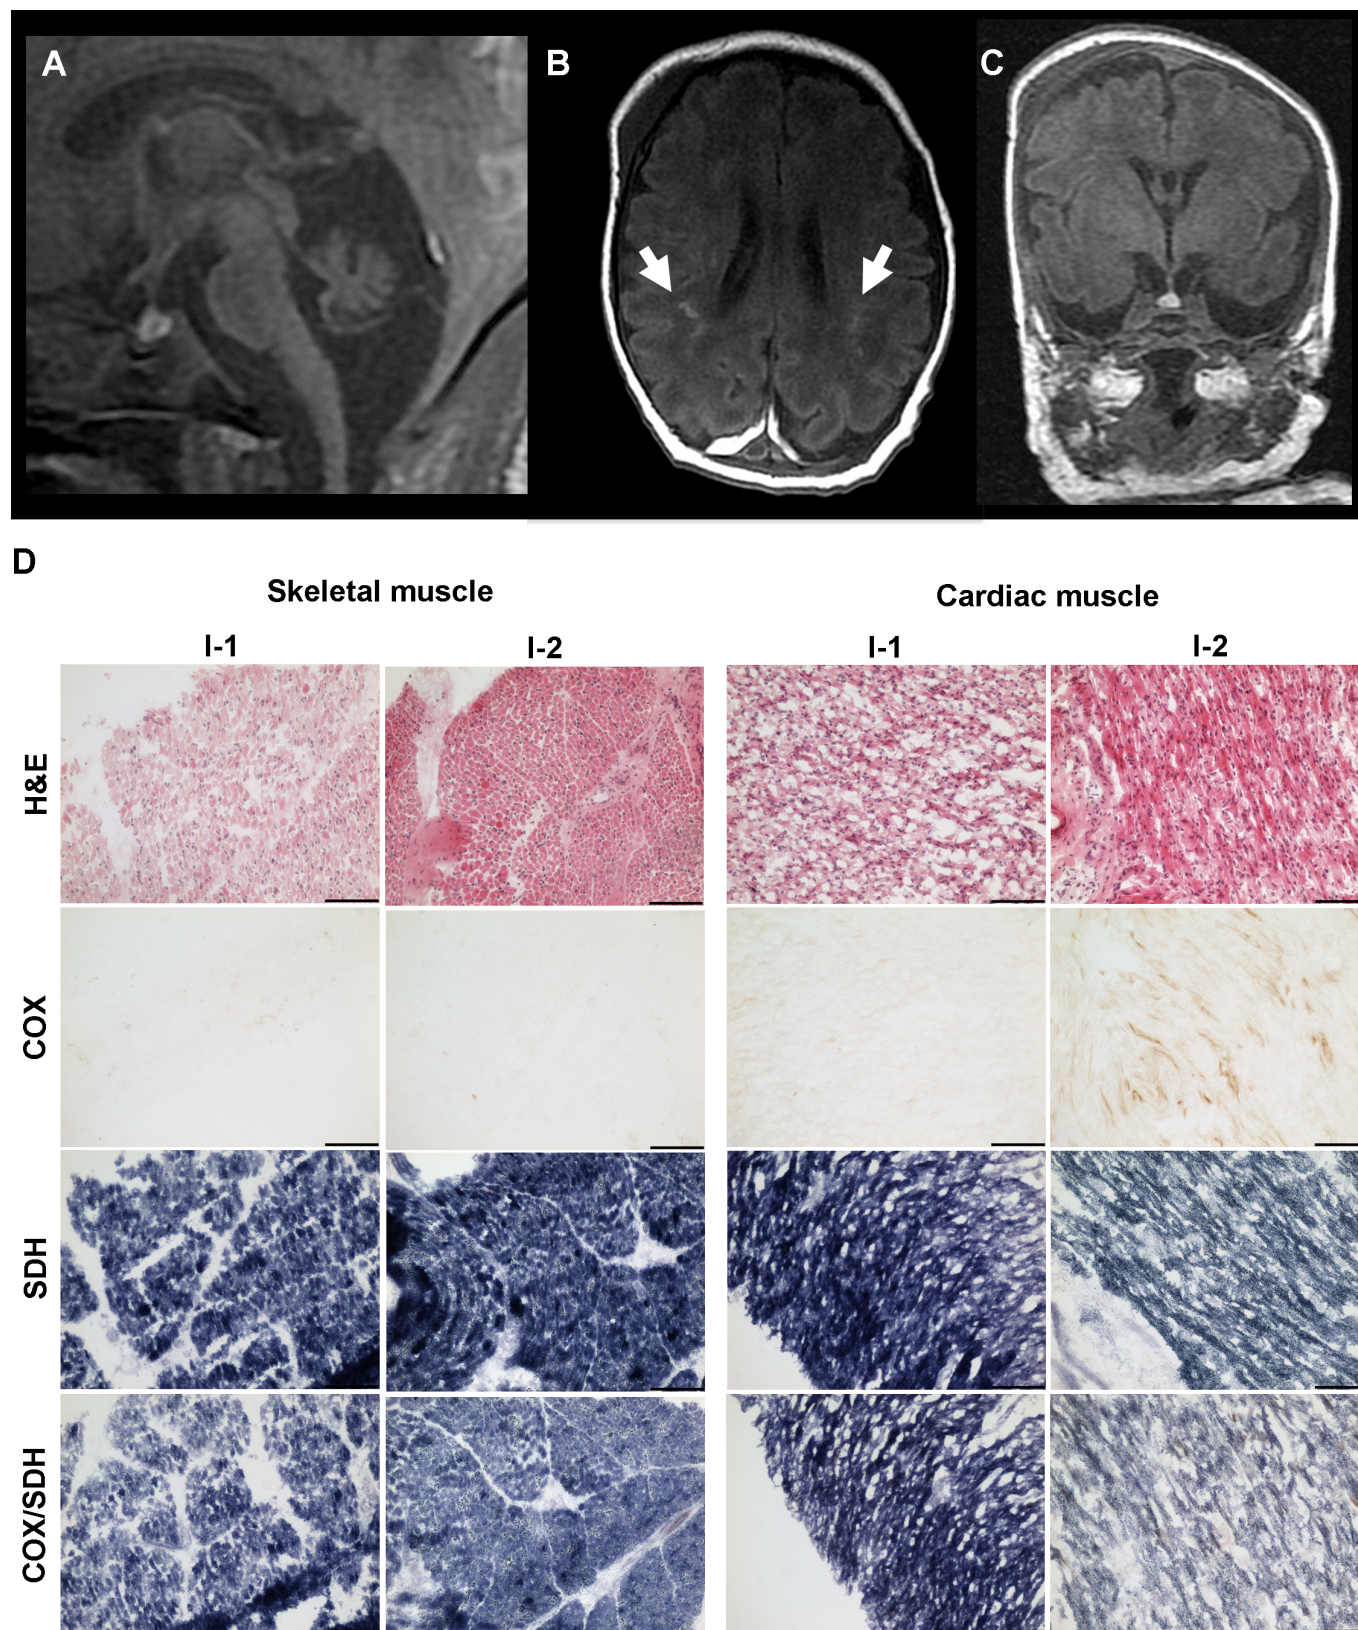 A
B
C
D
Skeletal muscle
Cardiac muscle
I-1
I-2
I-1
I-2
H&E
COX
SDH
COX/SDH